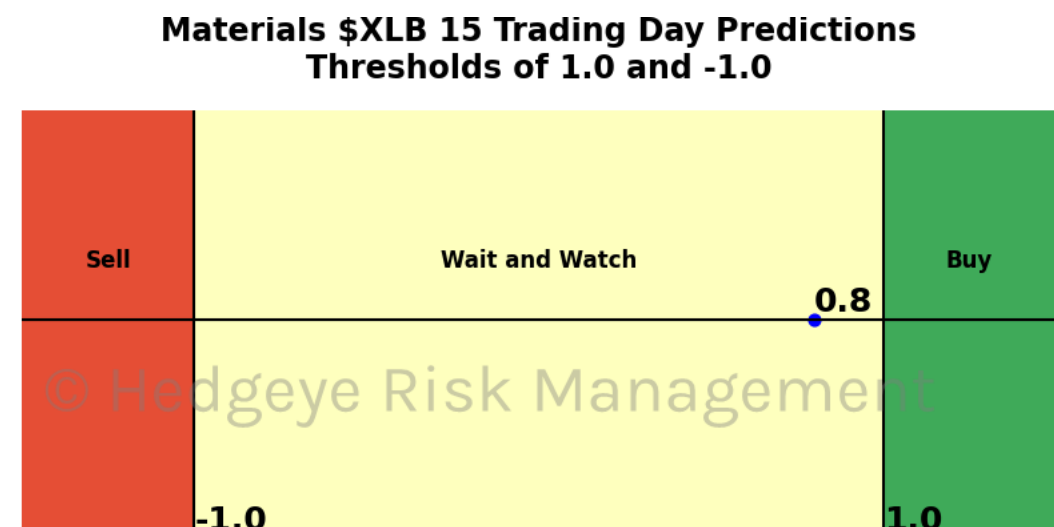 Materials $XLB 15 Trading Day Predictions
Thresholds of 1.0 and -1.0
Sell
Wait and Watch
Buy
0.8
© Hedgeye Risk Management
-1.0
1.0